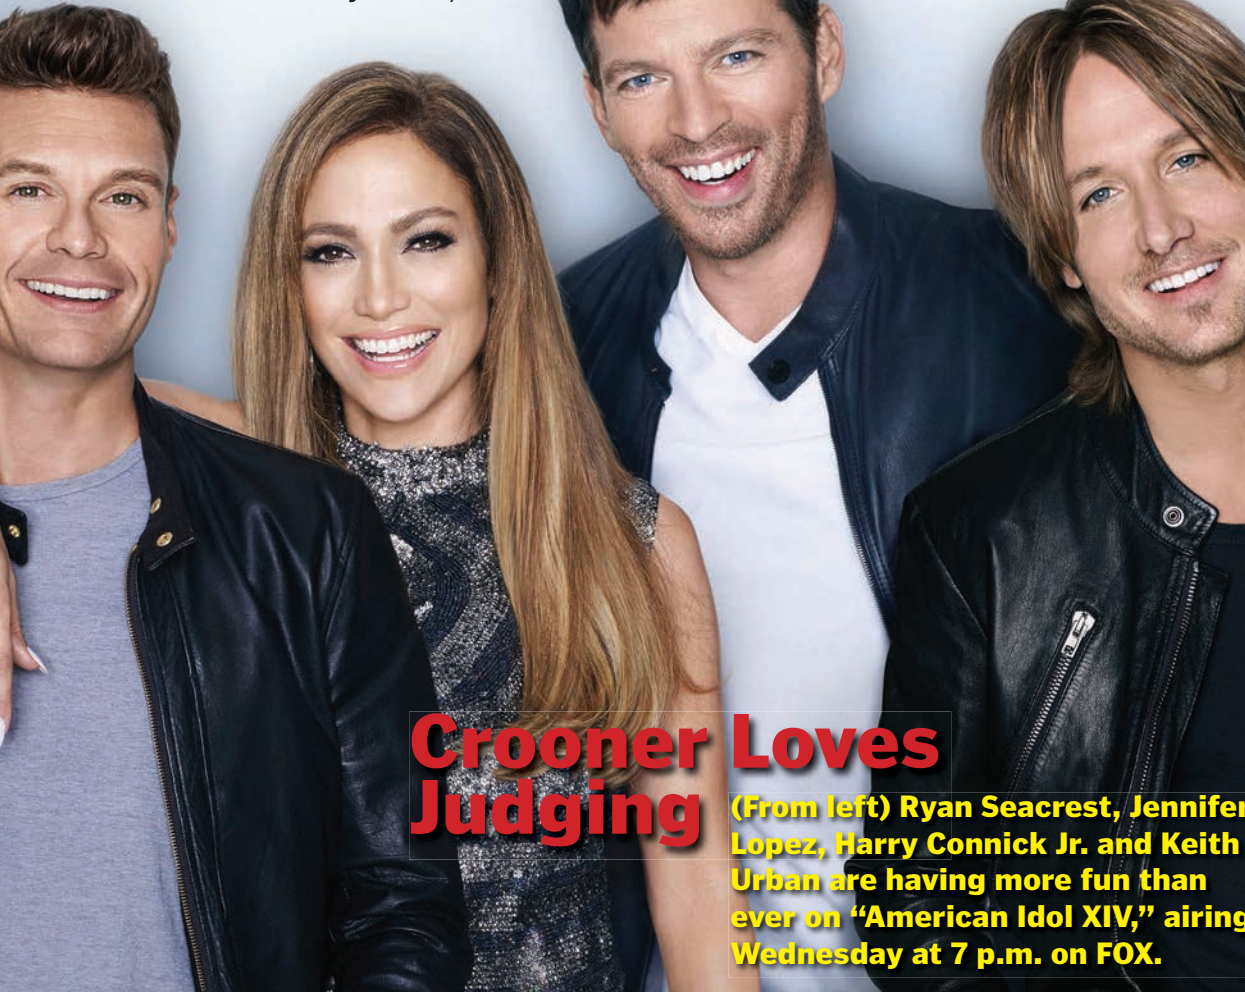 Crooner Loves
Judging
(From left) Ryan Seacrest, Jennifer
Lopez, Harry Connick Jr. and Keith
Urban are having more fun than
ever on “American Idol XIV,” airing
Wednesday at 7 p.m. on FOX.